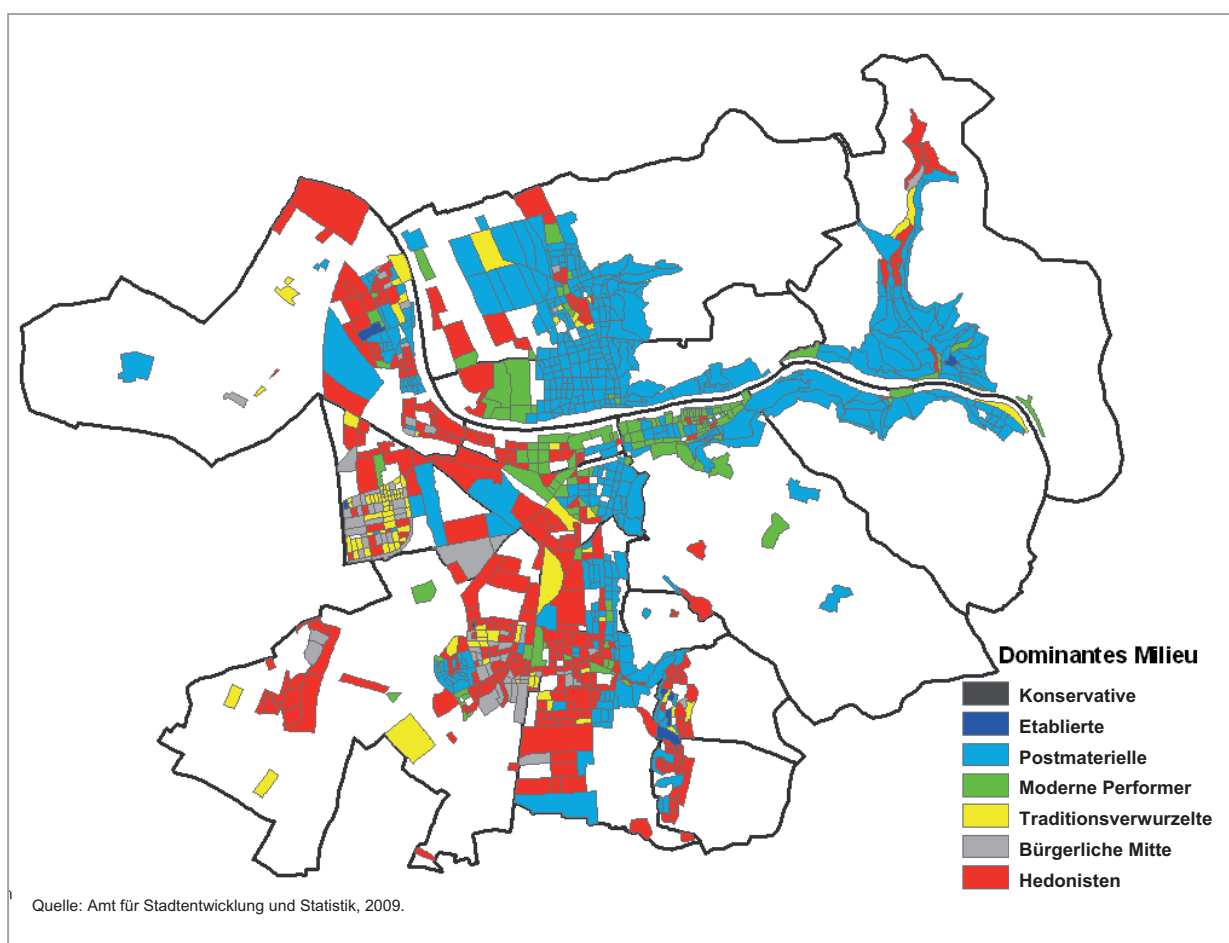 Dominantes Milieu
Konservative
Etablierte
Postmaterielle
Moderne Performer
Traditionsverwurzelte
Bürgerliche Mitte
Hedonisten
Quelle: Amt für Stadtentwicklung und Statistik, 2009.